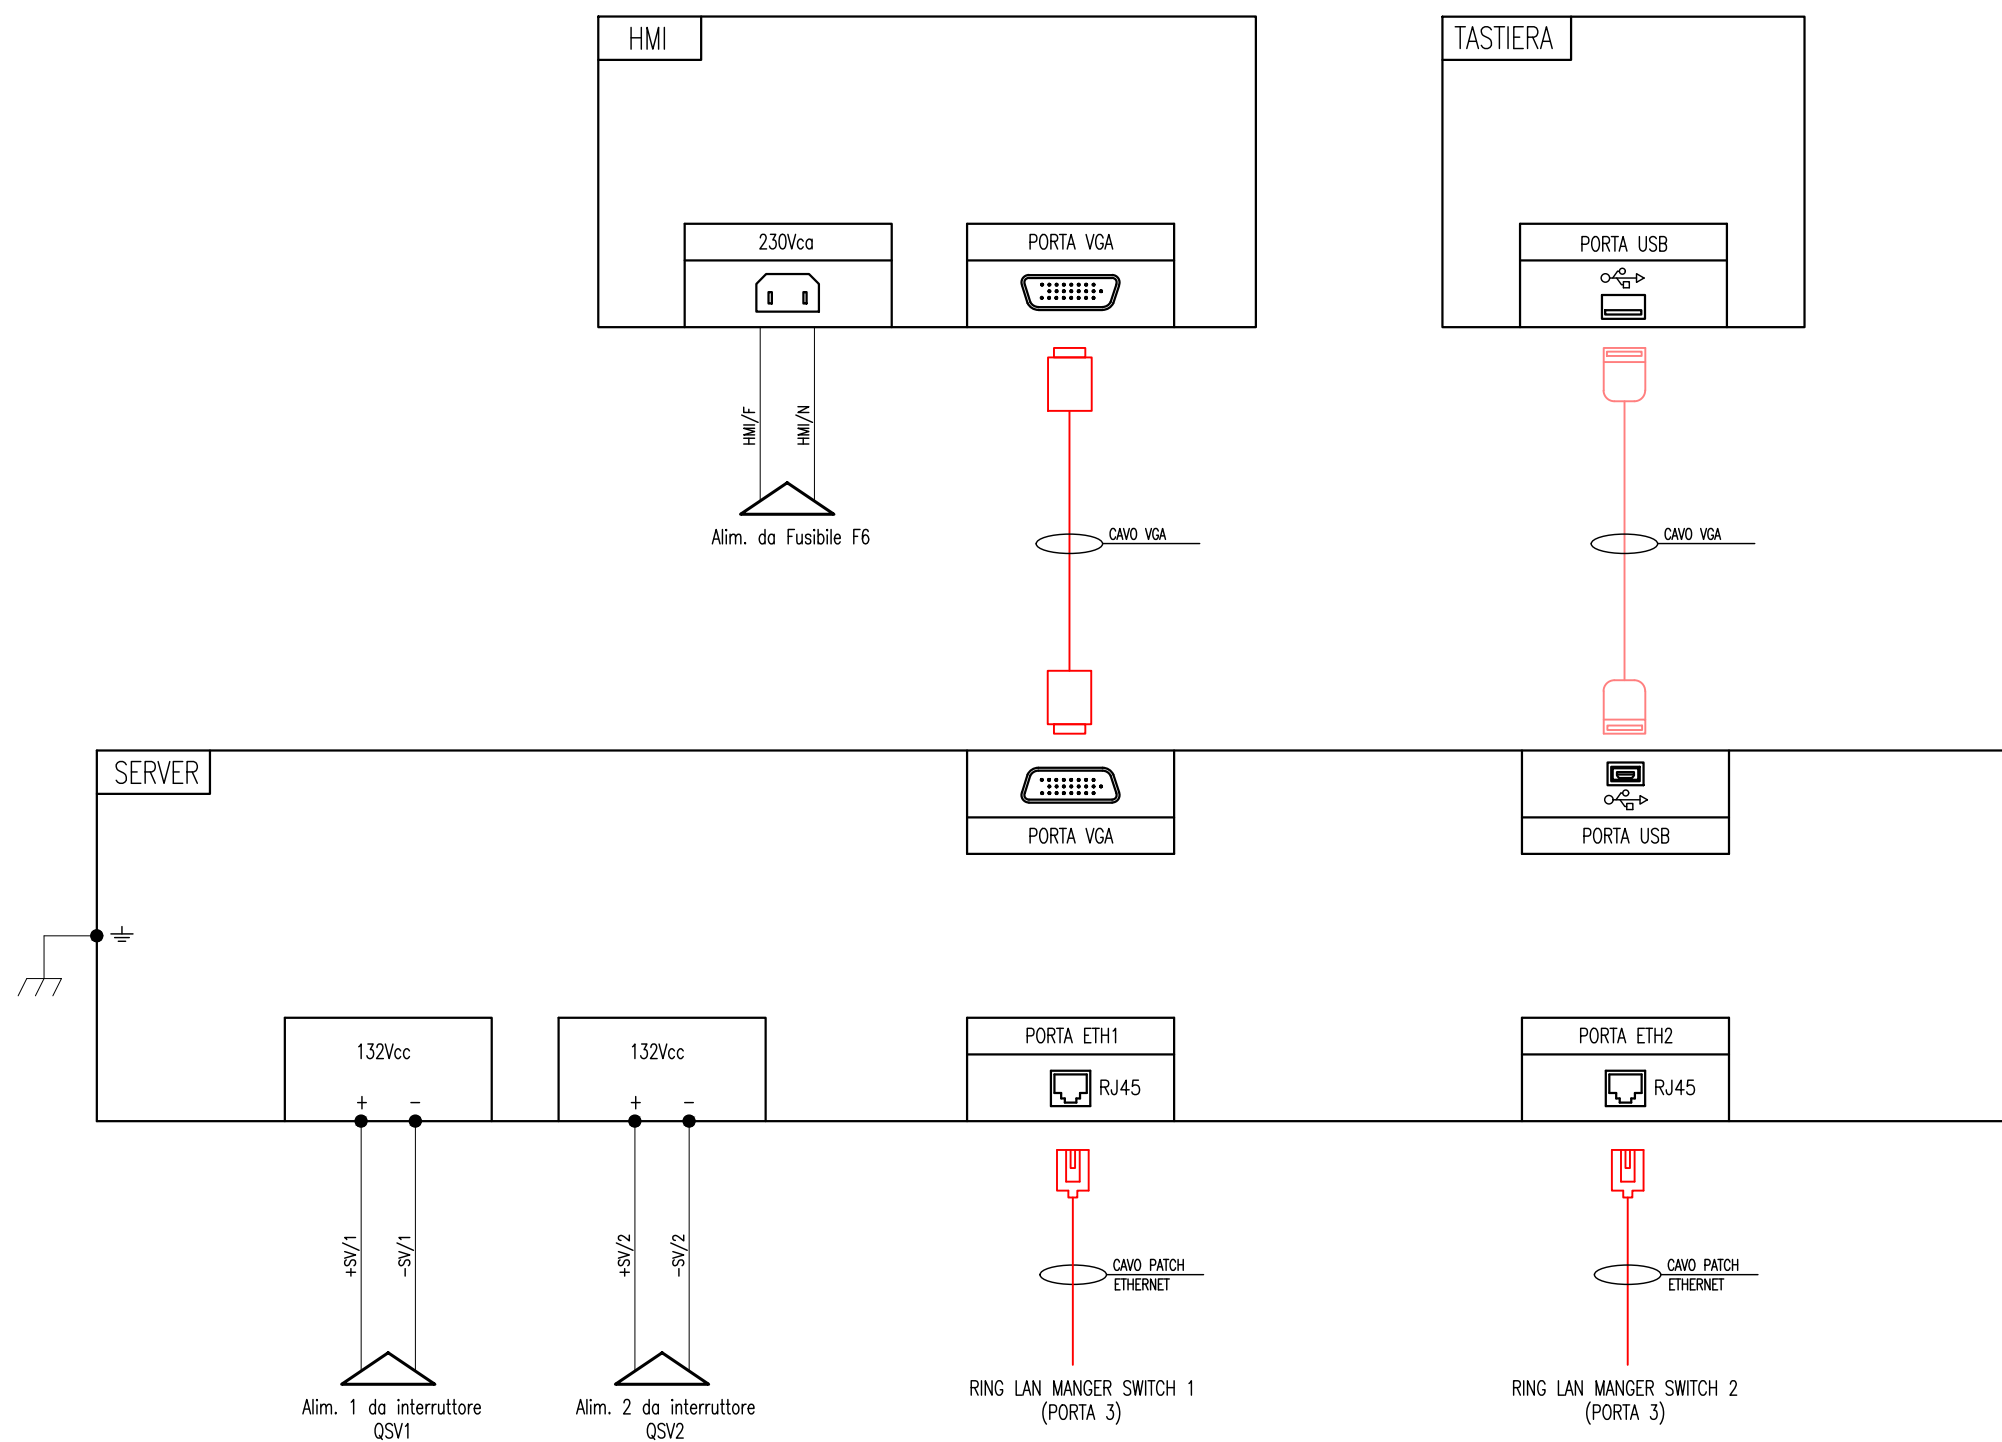 HMI
TASTIERA
230Vca
PORTA VGA
PORTA USB
HMI/F
HMI/N
Alim. da Fusibile F6
CAVO VGA
CAVO VGA
SERVER
PORTA VGA
PORTA USB
132Vcc
+ -
132Vcc
+ -
PORTA ETH1
RJ45
PORTA ETH2
RJ45
+SV/1
-SV/1
+SV/2
-SV/2
CAVO PATCH
ETHERNET
CAVO PATCH
ETHERNET
Alim. 1 da interruttore
QSV1
Alim. 2 da interruttore
QSV2
RING LAN MANGER SWITCH 1
(PORTA 3)
RING LAN MANGER SWITCH 2
(PORTA 3)